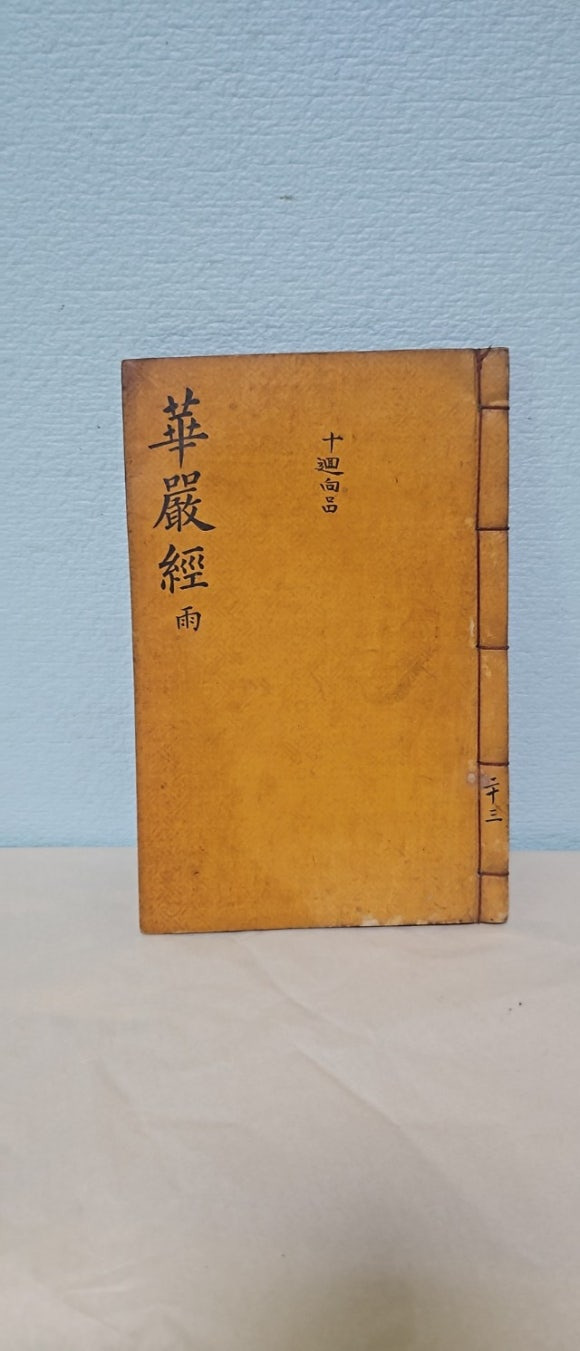 華嚴經 雨
十廻向品
二十三